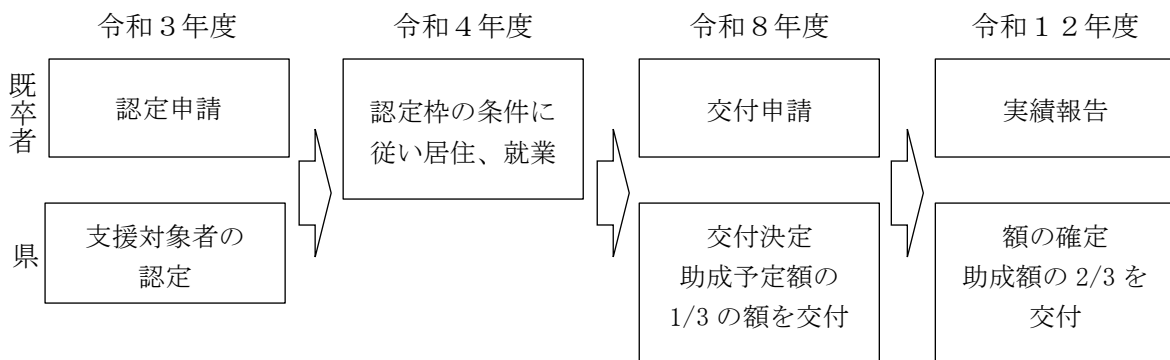 令和３年度
令和４年度
令和８年度
令和１２年度
既卒者
認定申請
認定枠の条件に
従い居住、就業
交付申請
実績報告
県
支援対象者の
認定
交付決定
助成予定額の
1/3 の額を交付
額の確定
助成額の 2/3 を
交付